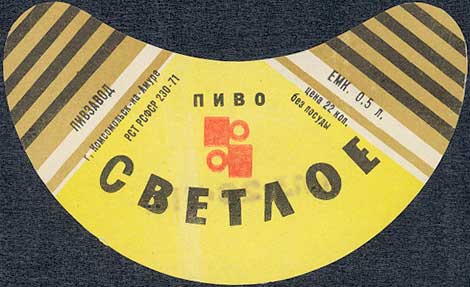 ПИВЗАВОД
г. Комсомольск-на Амуре
РСТ РСФСР 230-71
ПИВО
СВЕТЛОЕ
ЕМК. 0.5 л.
цена 22 коп.
без посуды